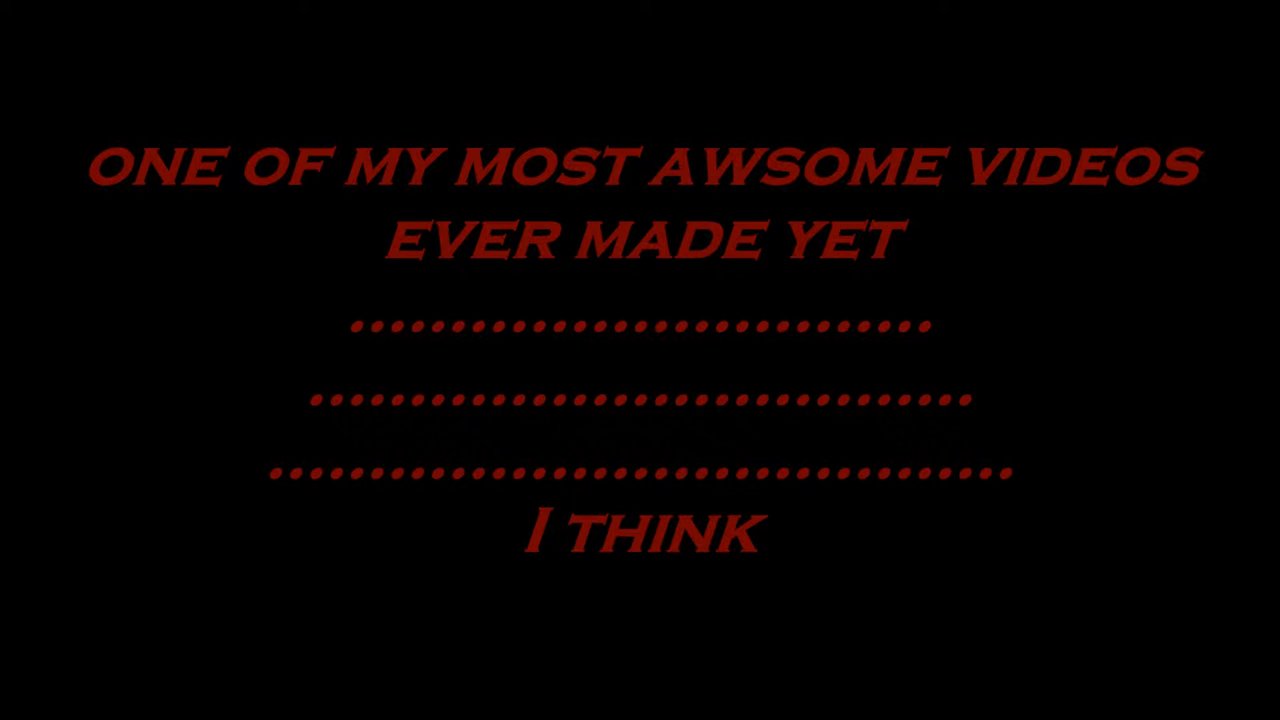 one of my most awsome videos
ever made yet
.............................
.................................
.....................................
I think